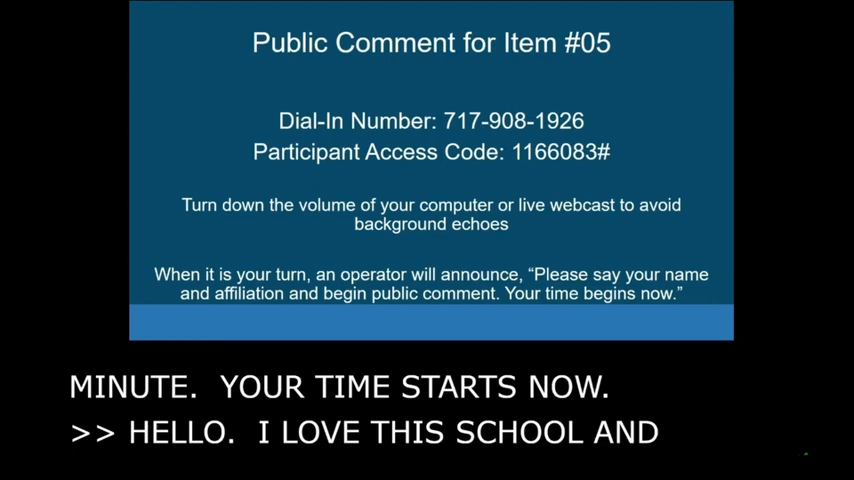 Public Comment for Item #05
Dial-In Number: 717-908-1926
Participant Access Code: 1166083#
Turn down the volume of your computer or live webcast to avoid
background echoes
When it is your turn, an operator will announce, “Please say your name
and affiliation and begin public comment. Your time begins now.”
MINUTE.  YOUR TIME STARTS NOW.
>> HELLO.  I LOVE THIS SCHOOL AND